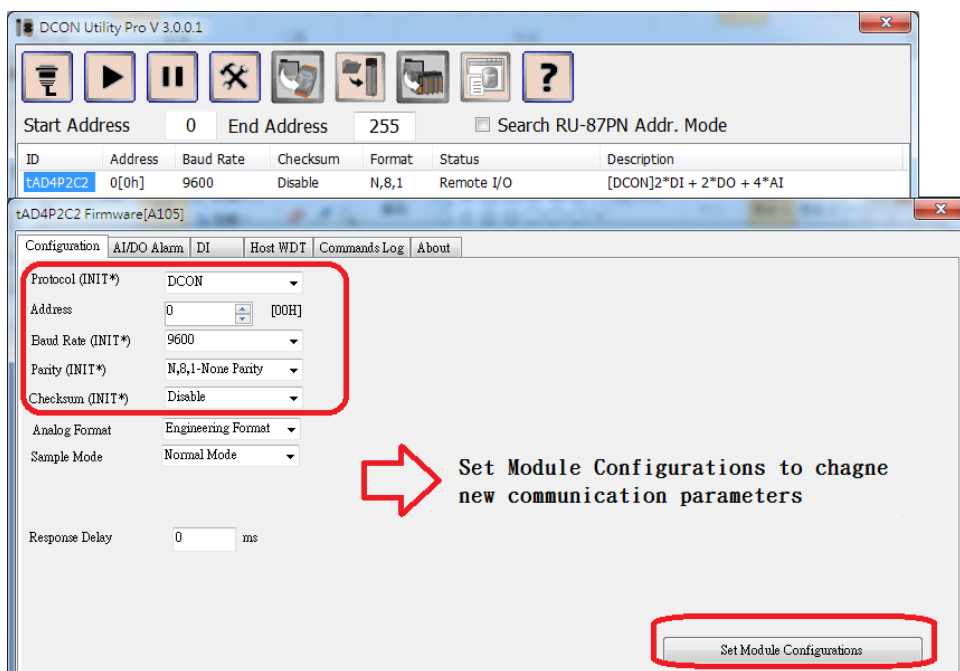 DCON Utility Pro V 3.0.0.1
Start Address 0 End Address 255 Search RU-87PN Addr. Mode
ID Address Baud Rate Checksum Format Status Description
tAD4P2C2 0[0h] 9600 Disable N,8,1 Remote I/O [DCON]2*DI + 2*DO + 4*AI
tAD4P2C2 Firmware[A105]
Configuration AI/DO Alarm DI Host WDT Commands Log About
Protocol (INIT*) DCON
Address 0 [00H]
Baud Rate (INIT*) 9600
Parity (INIT*) N,8,1-None Parity
Checksum (INIT*) Disable
Analog Format Engineering Format
Sample Mode Normal Mode
Set Module Configurations to chagne
new communication parameters
Response Delay 0 ms
Set Module Configurations